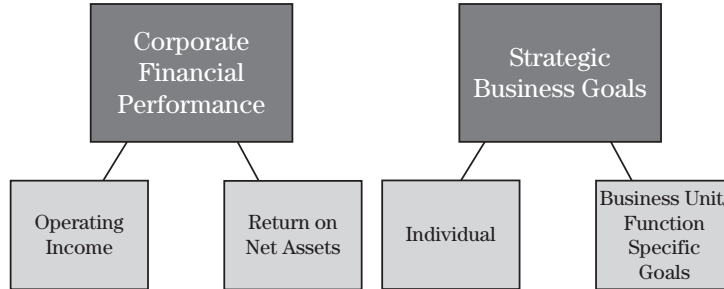 Corporate
Financial
Performance
Strategic
Business Goals
Operating
Income
Return on
Net Assets
Individual
Business Unit/
Function
Specific
Goals